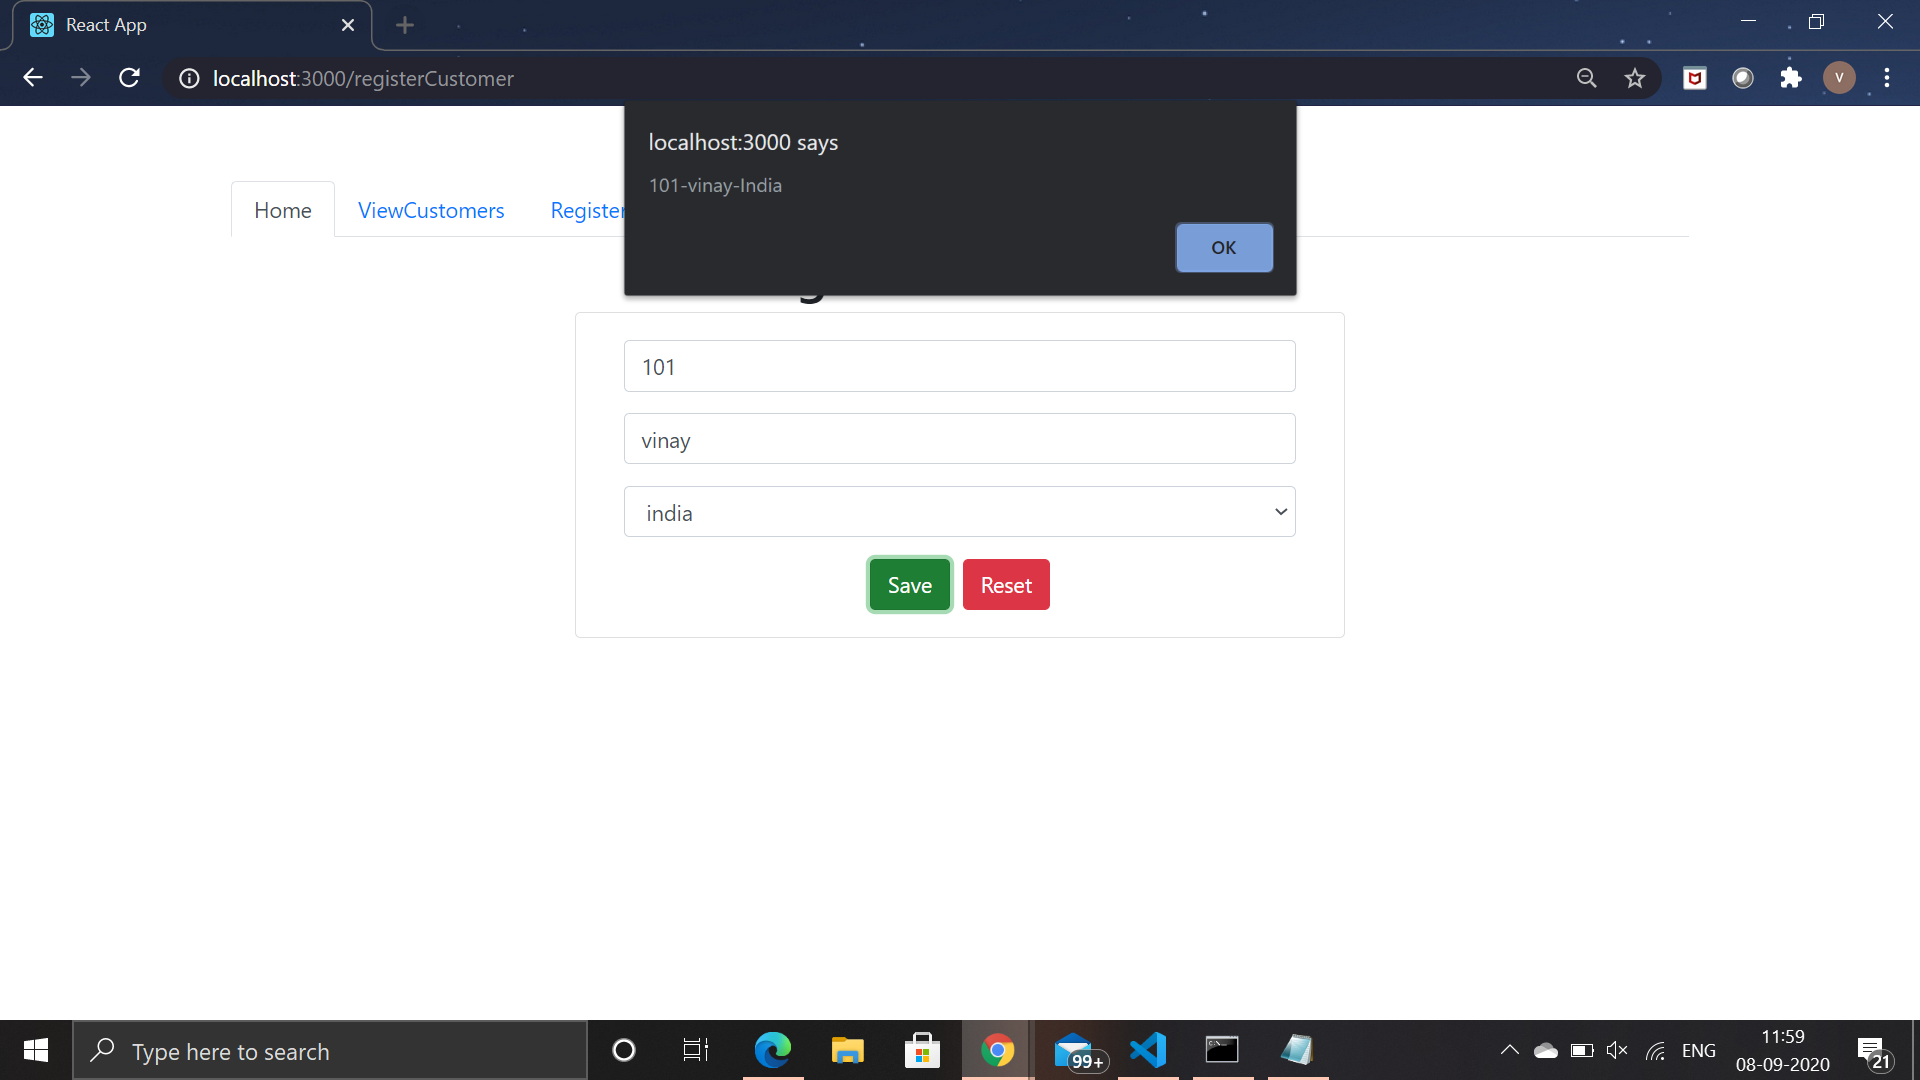 React App
localhost:3000/registerCustomer
V
localhost:3000 says
101-vinay-India
OK
Home ViewCustomers Register
101
vinay
india
Save Reset
Type here to search
99+
ENG
11:59
08-09-2020
21